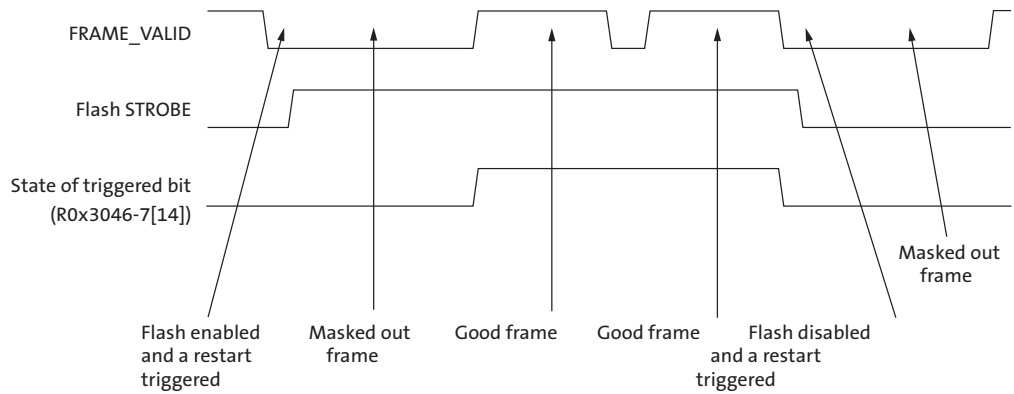 FRAME_VALID
Flash STROBE
State of triggered bit
(R0x3046-7[14])
Masked out
frame
Flash enabled
and a restart
triggered
Masked out
frame
Good frame
Good frame
Flash disabled
and a restart
triggered